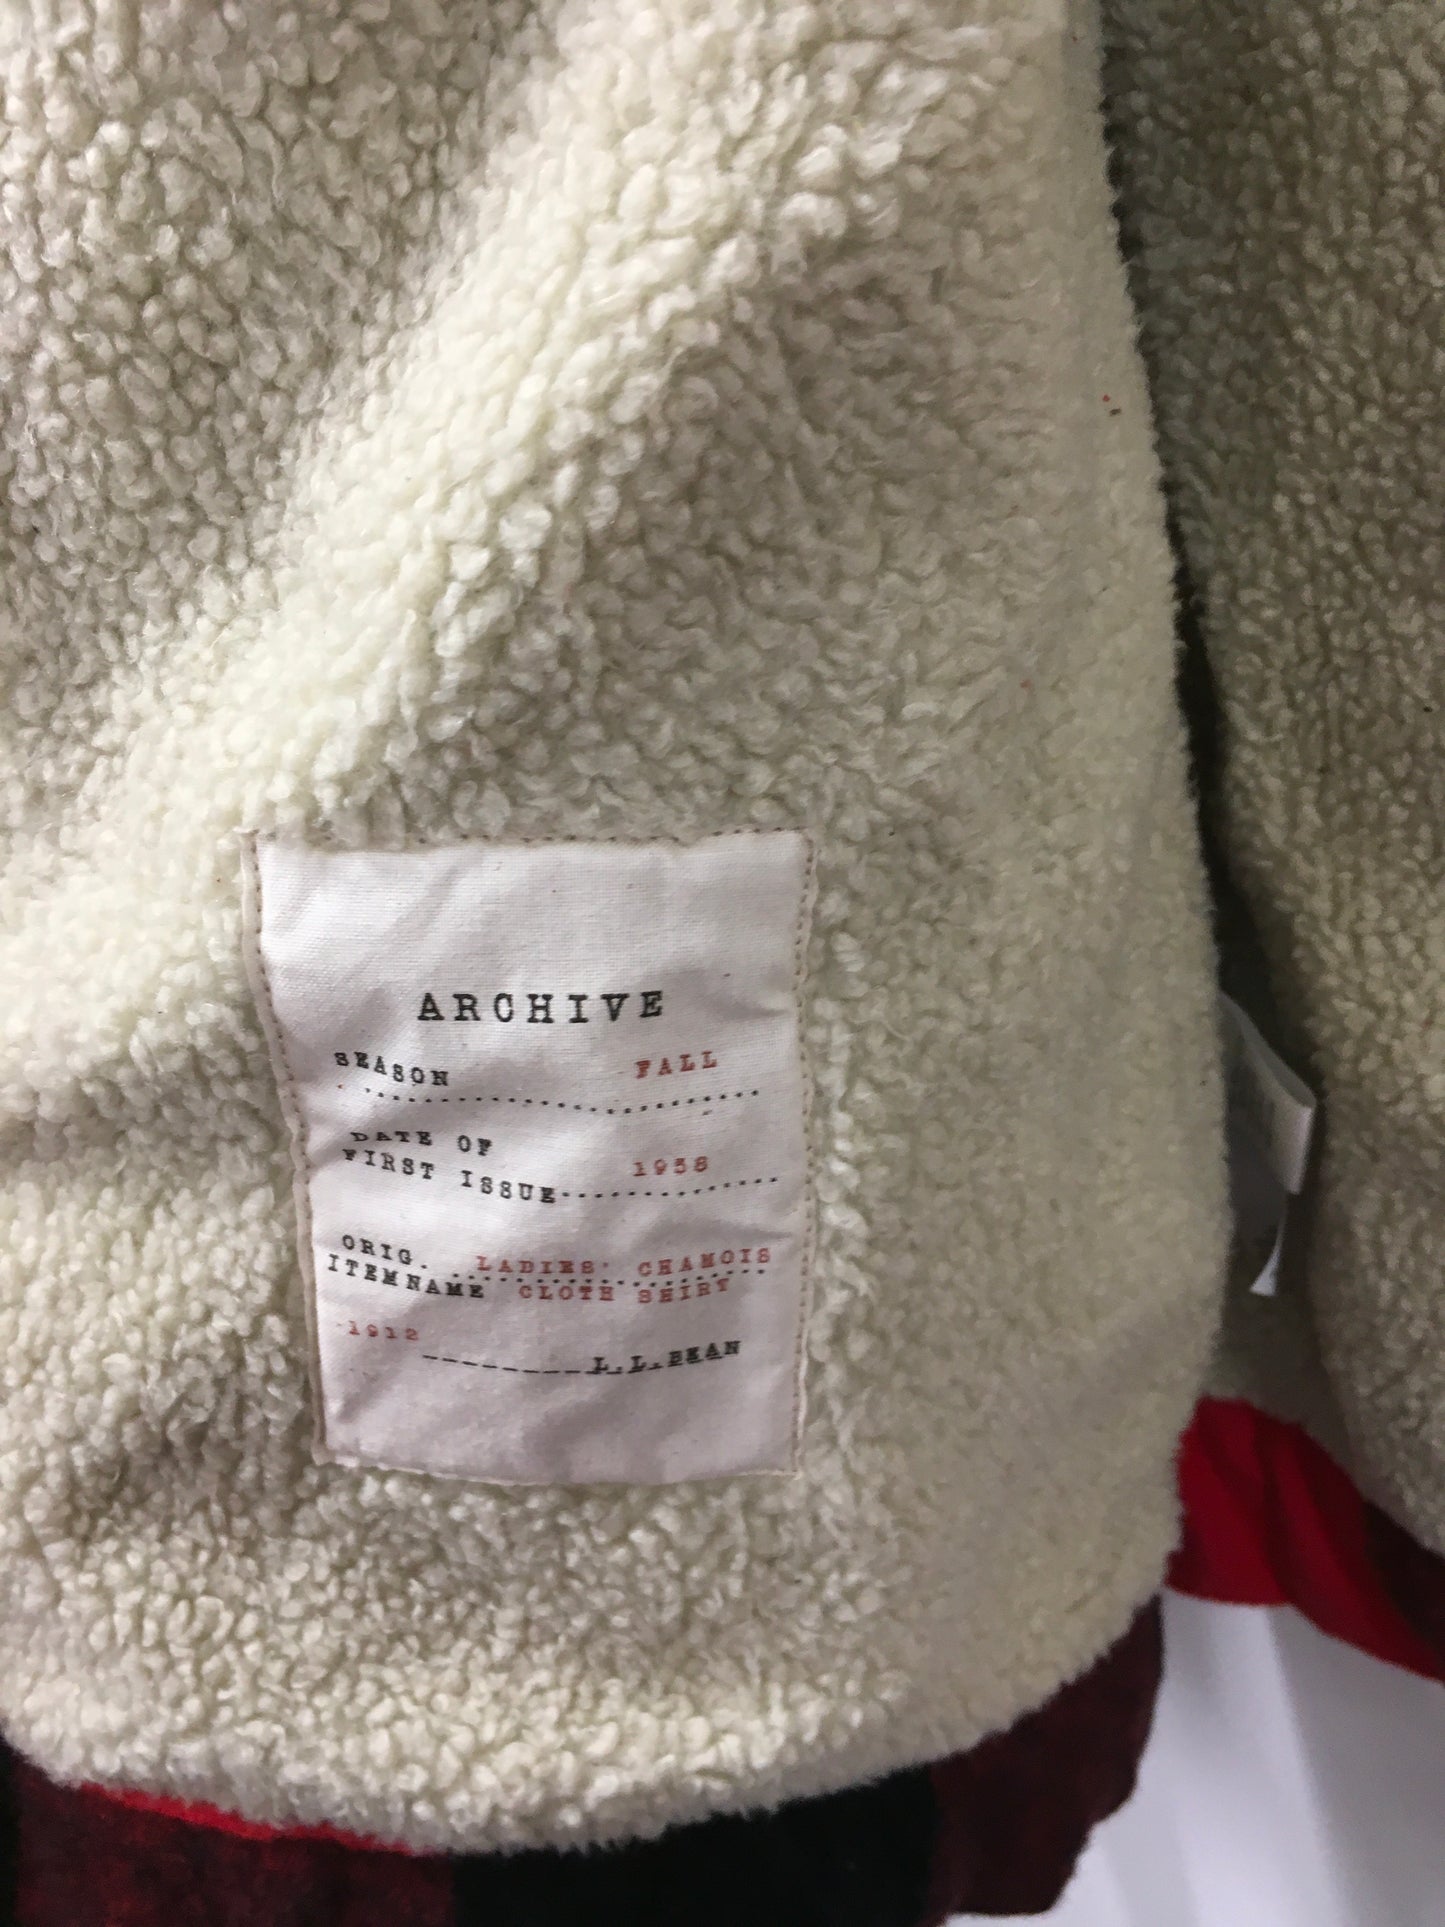 ARCHIVE
SEASON FALL
DATE OF
FIRST ISSUE 1958
ORIG. LADIES' CHAMOIS
ITEM NAME CLOTH SHIRT
1912 L.L.BEAN